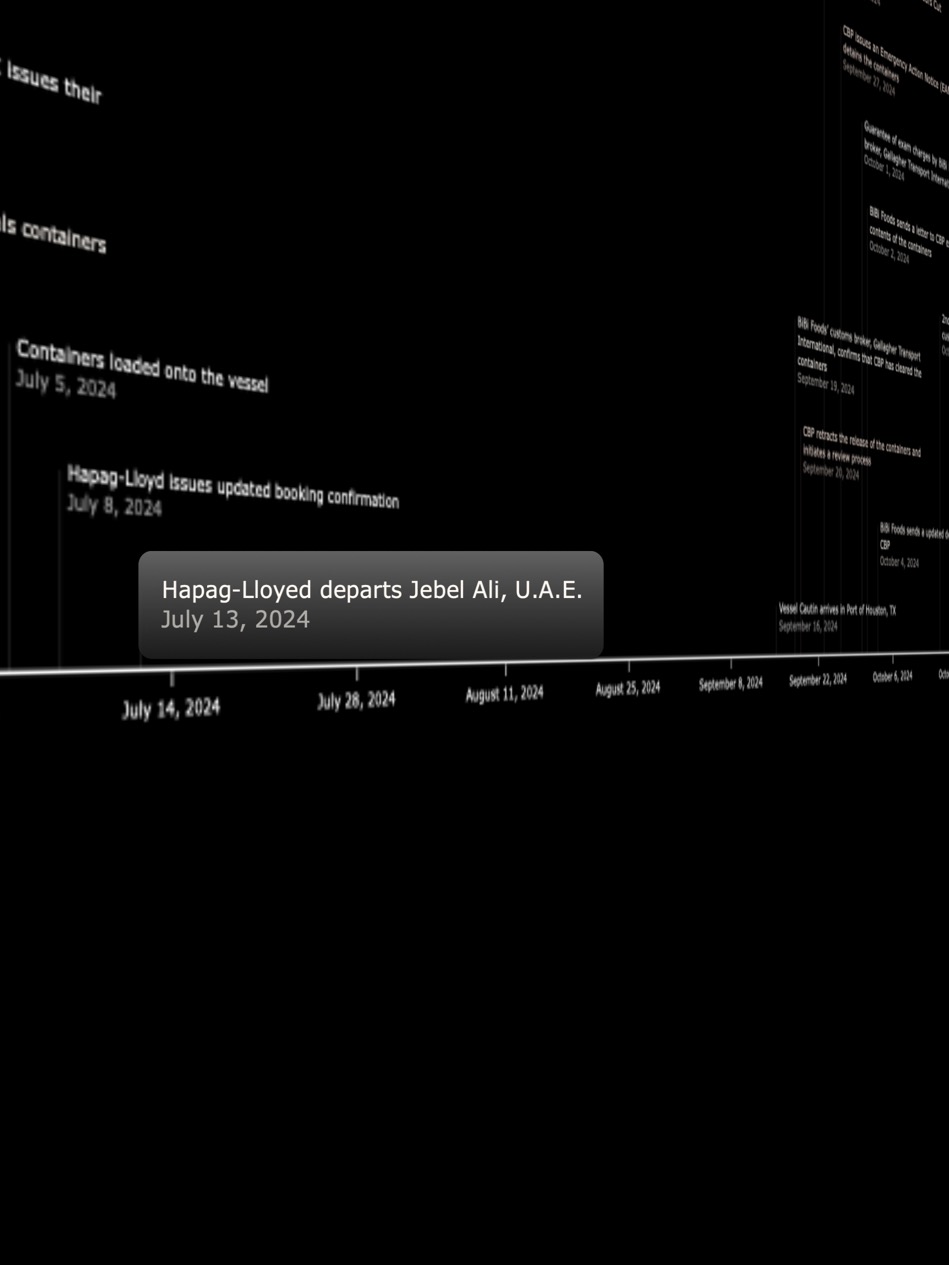 issues their
containers
Containers loaded onto the vessel
July 5, 2024
Hapag-Lloyd issues updated booking confirmation
July 8, 2024
Hapag-Lloyed departs Jebel Ali, U.A.E.
July 13, 2024
CBP issues an Emergency Action Notice
detains the containers
September 27, 2024
Guarantee of exam charges by BiBi
broker, Gallagher Transport
October 1, 2024
BiBi Foods sends a letter to CBP
contents of the containers
October 2, 2024
BiBi Foods' customs broker, Gallagher Transport
International, confirms that CBP has cleared the
containers
September 19, 2024
CBP retracts the release of the containers and
initiates a review process
September 20, 2024
BiBi Foods sends a updated
CBP
October 4, 2024
Vessel Cautin arrives in Port of Houston, TX
September 16, 2024
July 14, 2024
July 28, 2024
August 11, 2024
August 25, 2024
September 8, 2024
September 22, 2024
October 6, 2024